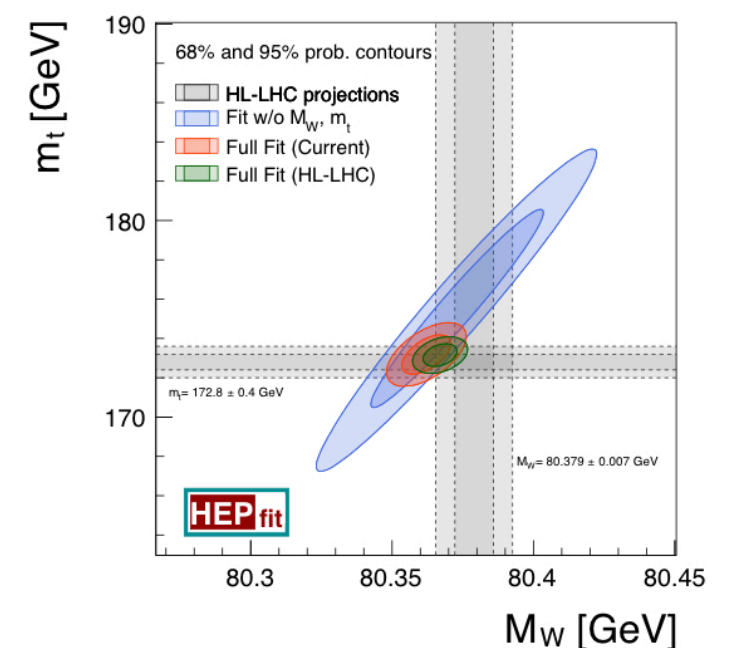 190
68% and 95% prob. contours
HL-LHC projections
Fit w/o M_W, m_t
Full Fit (Current)
Full Fit (HL-LHC)
m_t [GeV]
180
170
m_t= 172.8 ± 0.4 GeV
M_W= 80.379 ± 0.007 GeV
HEP fit
80.3 80.35 80.4 80.45
M_W [GeV]